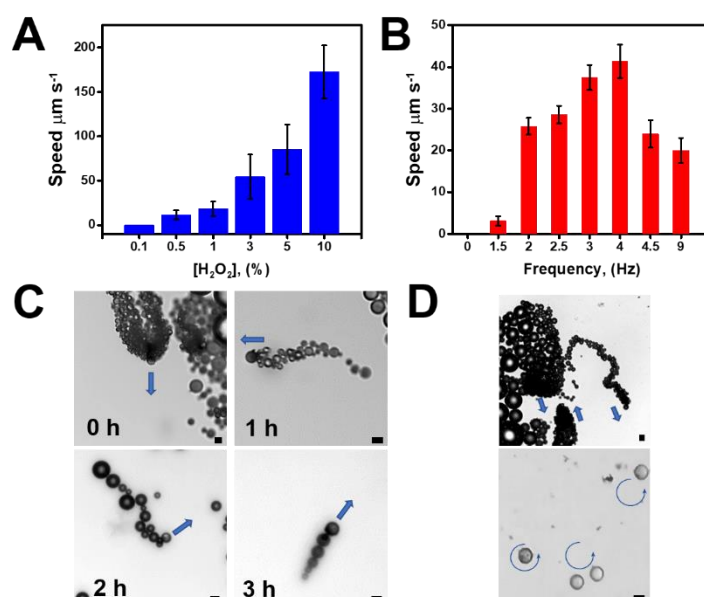 A
B
Speed μm s⁻¹
200
150
100
50
0
0.1 0.5 1 3 5 10
[H₂O₂], (%)
Speed μm s⁻¹
50
40
30
20
10
0
0 1.5 2 2.5 3 4 4.5 9
Frequency, (Hz)
C
D
0 h
1 h
2 h
3 h